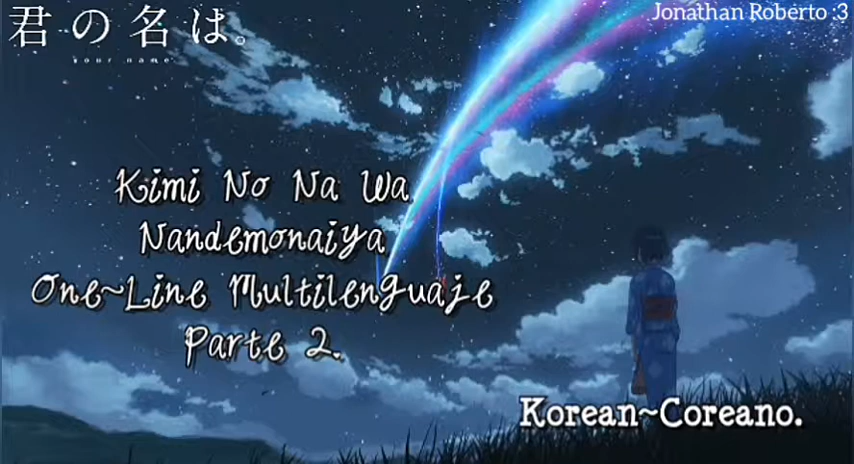 Jonathan Roberto :3
君の名は。
your name
Kimi No Na Wa
Nandemonaiya
One~Line Multilenguaje
Parte 2.
Korean~Coreano.